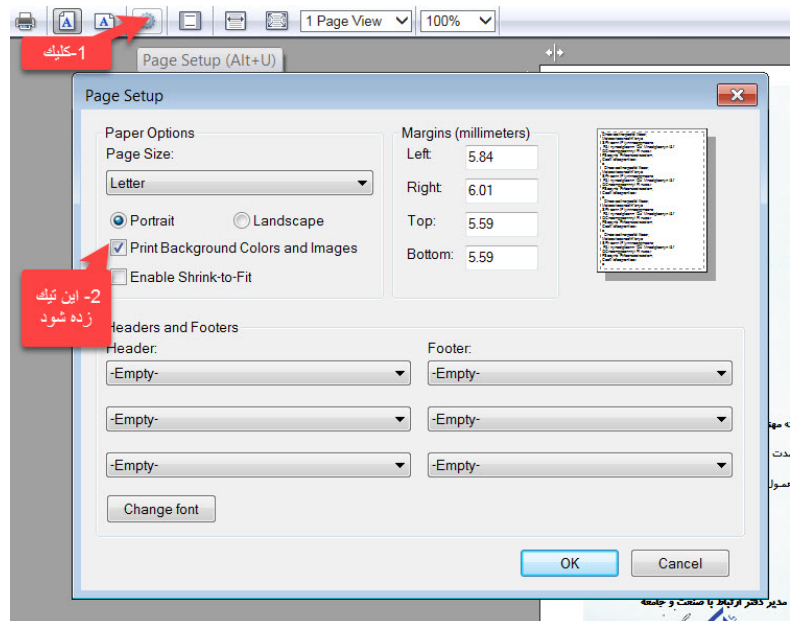 1 Page View
100%
1-کلیک
Page Setup (Alt+U)
Page Setup
Paper Options
Page Size:
Letter
Portrait
Landscape
Print Background Colors and Images
Enable Shrink-to-Fit
Margins (millimeters)
Left:
5.84
Right:
6.01
Top:
5.59
Bottom:
5.59
2- این تیک
زده شود
Headers and Footers
Header:
Footer:
-Empty-
-Empty-
-Empty-
-Empty-
-Empty-
-Empty-
Change font
OK
Cancel
مدیر دفتر ارتباط با صنعت و جامعه